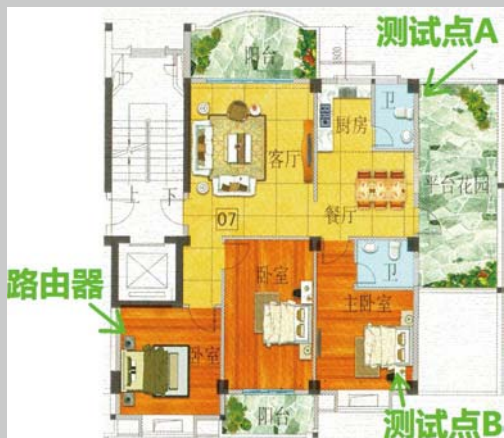 测试点A
阳台
1800
卫
厨房
客厅
平台花园
上 下
餐厅
07
卧室
卫
路由器
主卧室
卧室
阳台
测试点B